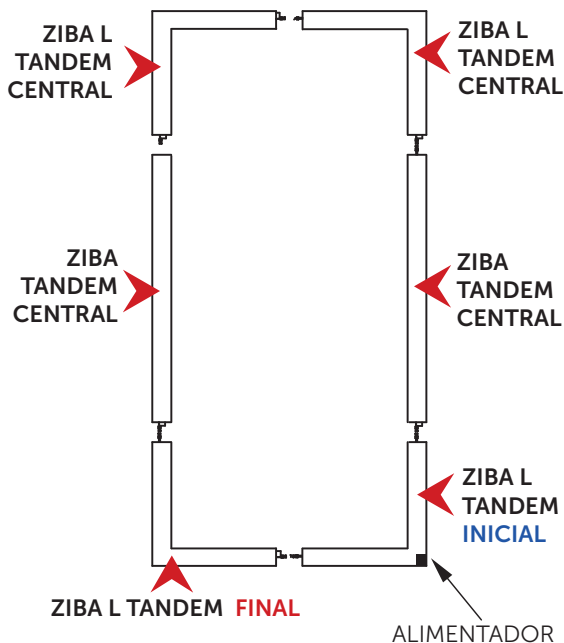 ZIBA L
TANDEM
CENTRAL
ZIBA L
TANDEM
CENTRAL
ZIBA
TANDEM
CENTRAL
ZIBA
TANDEM
CENTRAL
ZIBA L
TANDEM
INICIAL
ZIBA L TANDEM FINAL
ALIMENTADOR